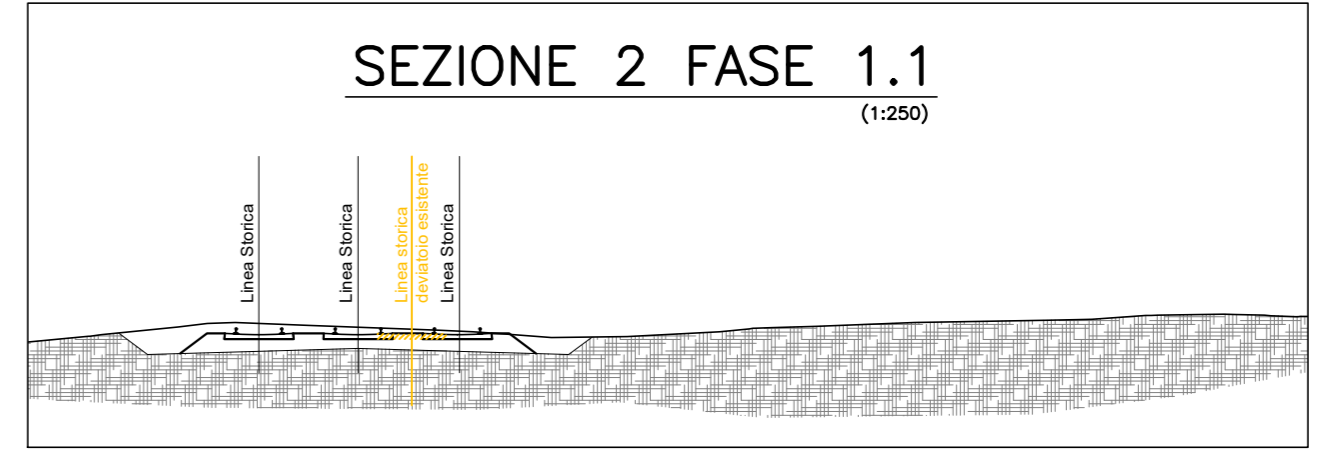 SEZIONE 2 FASE 1.1
(1:250)
Linea Storica
Linea Storica
Linea storica
deviatoio esistente
Linea Storica